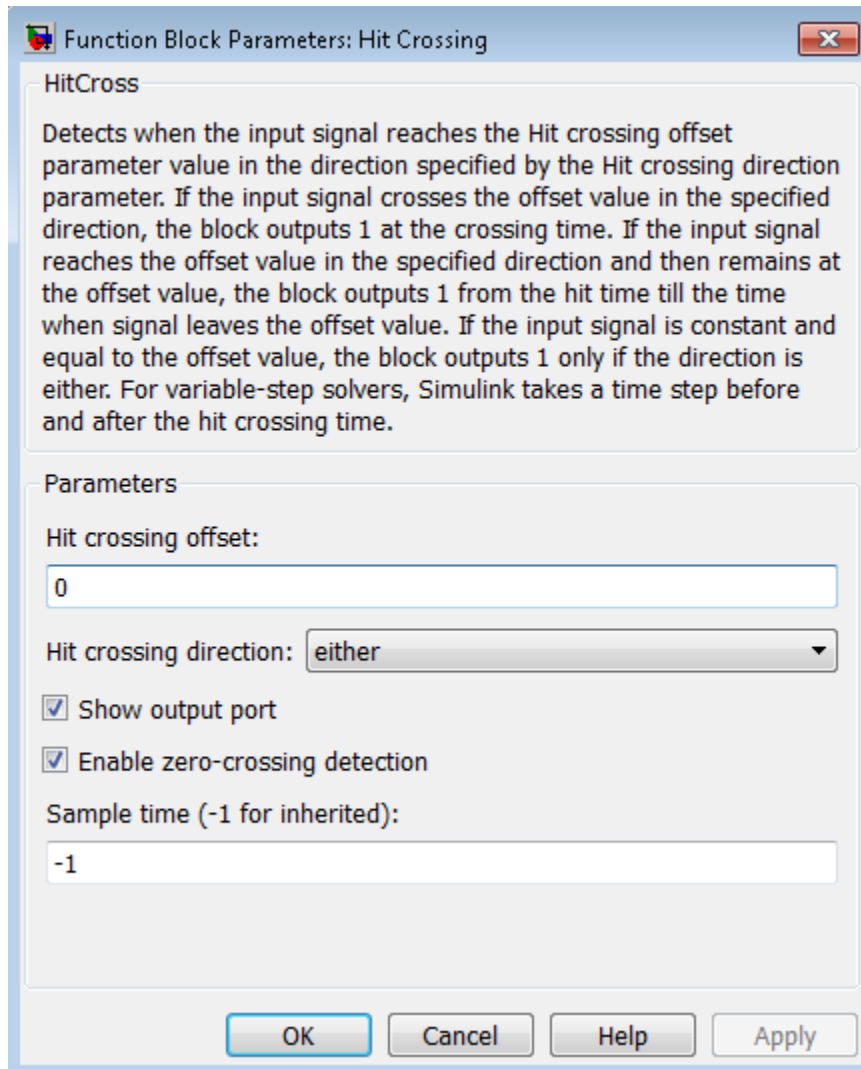 Function Block Parameters: Hit Crossing
HitCross
Detects when the input signal reaches the Hit crossing offset
parameter value in the direction specified by the Hit crossing direction
parameter. If the input signal crosses the offset value in the specified
direction, the block outputs 1 at the crossing time. If the input signal
reaches the offset value in the specified direction and then remains at
the offset value, the block outputs 1 from the hit time till the time
when signal leaves the offset value. If the input signal is constant and
equal to the offset value, the block outputs 1 only if the direction is
either. For variable-step solvers, Simulink takes a time step before
and after the hit crossing time.
Parameters
Hit crossing offset:
0
Hit crossing direction: either
Show output port
Enable zero-crossing detection
Sample time (-1 for inherited):
-1
OK Cancel Help Apply